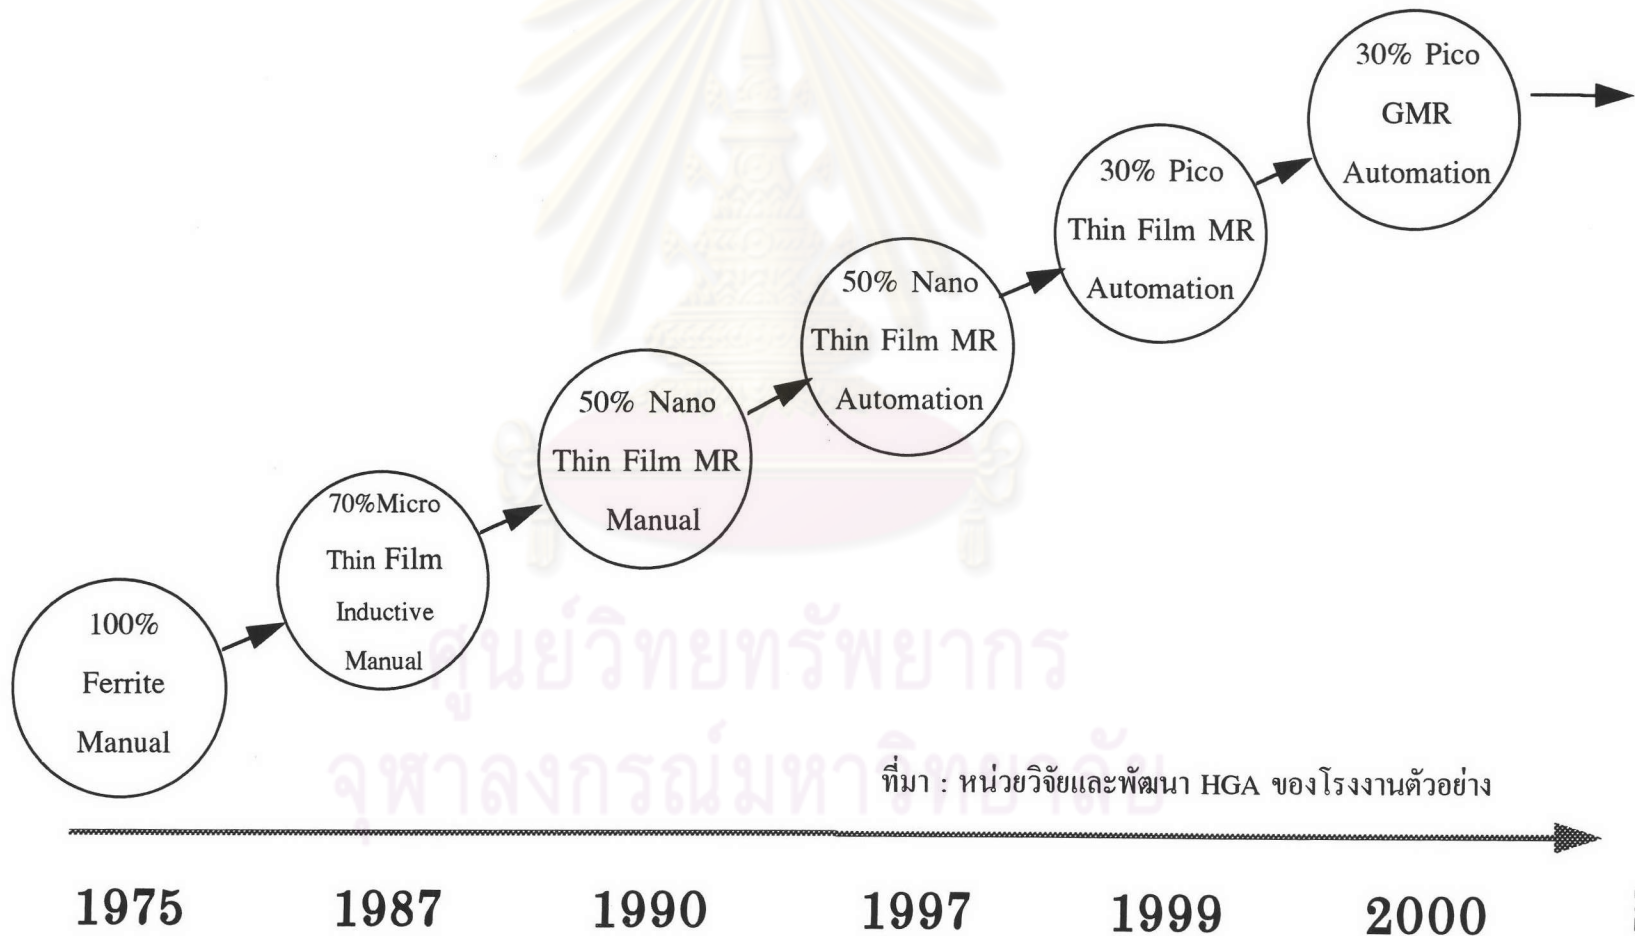 30% Pico
GMR
Automation
30% Pico
Thin Film MR
Automation
50% Nano
Thin Film MR
Automation
50% Nano
Thin Film MR
Manual
70%Micro
Thin Film
Inductive
Manual
100%
Ferrite
Manual
ศูนย์วิทยทรัพยากร
จุฬาลงกรณ์มหาวิทยาลัย
ที่มา : หน่วยวิจัยและพัฒนา HGA ของโรงงานตัวอย่าง
1975 1987 1990 1997 1999 2000